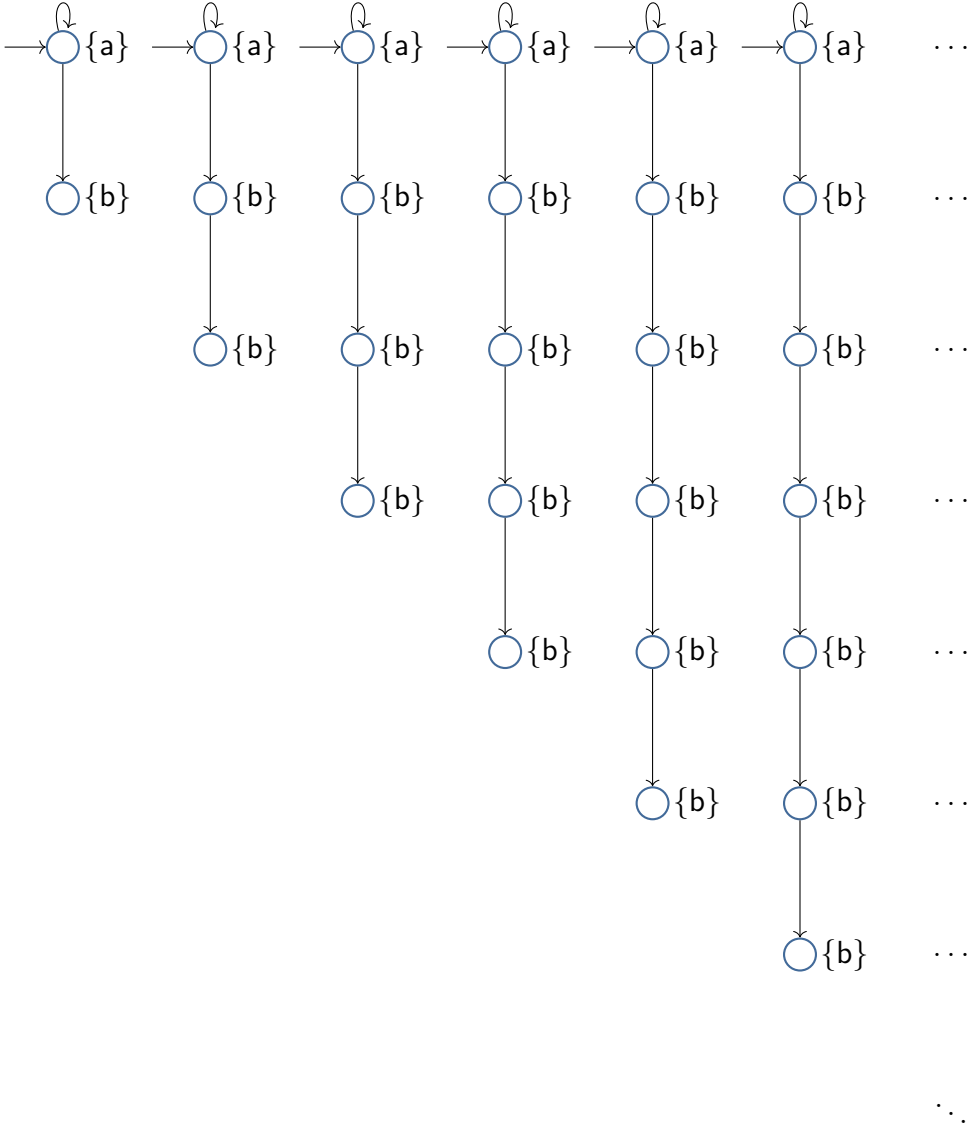 {a} {a} {a} {a} {a} {a} ···
{b} {b} {b} {b} {b} {b} ···
{b} {b} {b} {b} {b} ···
{b} {b} {b} {b} ···
{b} {b} {b} ···
{b} {b} ···
{b} ···
⋱